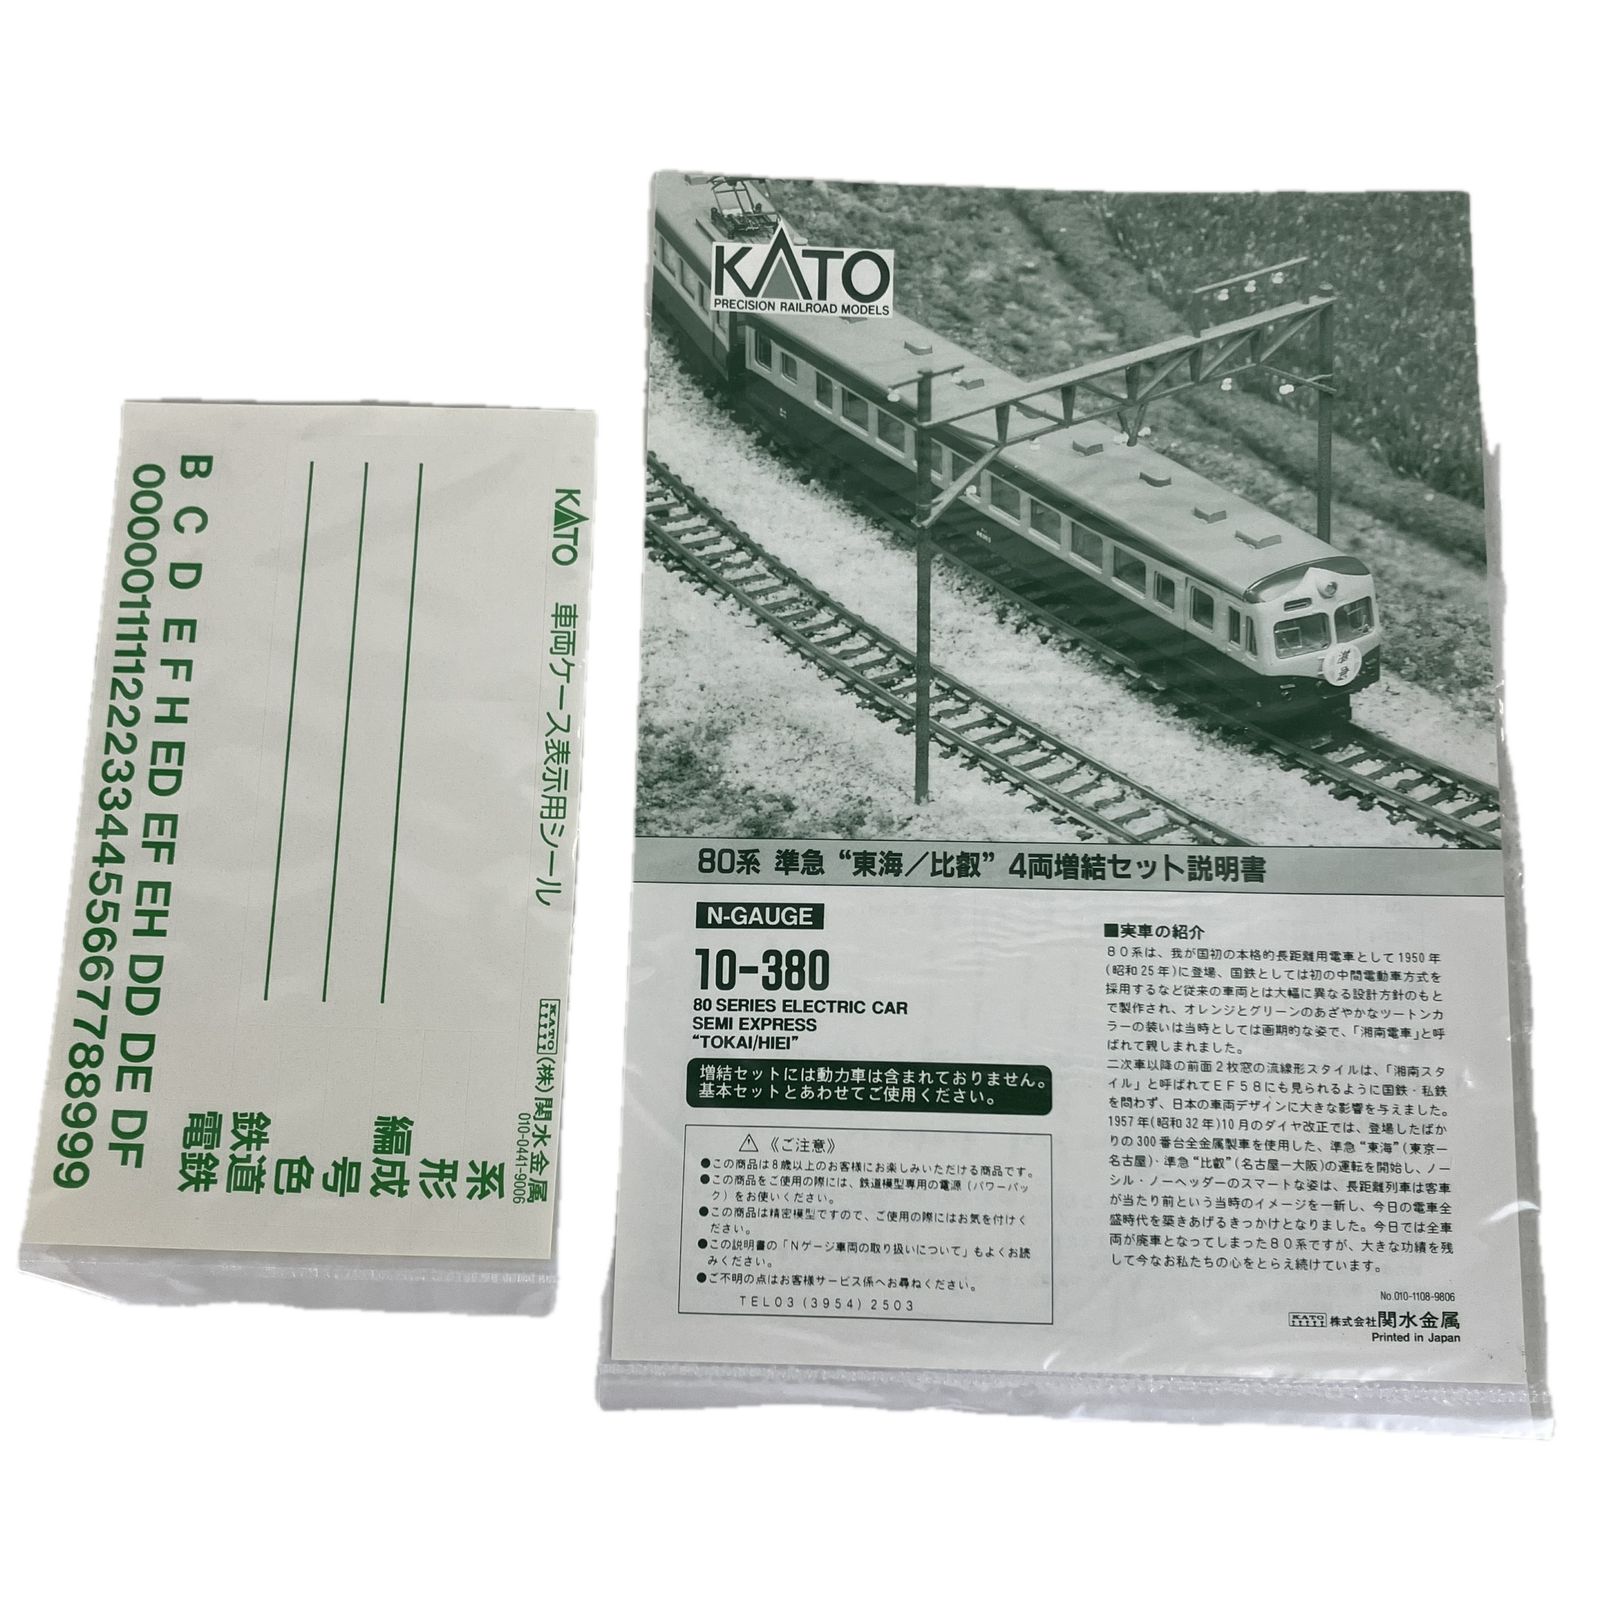 KATO 車両ケース表示用シール
KATO (株)関水金属
010-0441-9006
系形
編成号色
鉄道
電鉄
B C D E F H ED EF EH DD DE DF
0000011111222334455667788999
KATO
PRECISION RAILROAD MODELS
準急
80系 準急 “東海／比叡” 4両増結セット説明書
N-GAUGE
10-380
80 SERIES ELECTRIC CAR
SEMI EXPRESS
“TOKAI/HIEI”
増結セットには動力車は含まれておりません。
基本セットとあわせてご使用ください。
《ご注意》
●この商品は8歳以上のお客様にお楽しみいただける商品です。
●この商品をご使用の際には、鉄道模型専用の電源（パワーパッ
ク）をお使いください。
●この商品は精密模型ですので、ご使用の際にはお気を付けく
ださい。
●この説明書の「Ｎゲージ車両の取り扱いについて」もよくお読
みください。
●ご不明の点はお客様サービス係へお尋ねください。
TEL03(3954)2503
■実車の紹介
８０系は、我が国初の本格的長距離用電車として1950年
(昭和25年)に登場、国鉄としては初の中間電動車方式を
採用するなど従来の車両とは大幅に異なる設計方針のもと
で製作され、オレンジとグリーンのあざやかなツートンカ
ラーの装いは当時としては画期的な姿で、「湘南電車」と呼
ばれて親しまれました。
二次車以降の前面２枚窓の流線形スタイルは、「湘南スタ
イル」と呼ばれてＥＦ５８にも見られるように国鉄・私鉄
を問わず、日本の車両デザインに大きな影響を与えました。
1957年(昭和32年)10月のダイヤ改正では、登場したばか
りの300番台全金属製車を使用した、準急“東海”(東京ー
名古屋)・準急“比叡”(名古屋ー大阪)の運転を開始し、ノー
シル・ノーヘッダーのスマートな姿は、長距離列車は客車
が当たり前という当時のイメージを一新し、今日の電車全
盛時代を築きあげるきっかけとなりました。今日では全車
両が廃車となってしまった８０系ですが、大きな功績を残
して今なお私たちの心をとらえ続けています。
No.010-1108-9806
KATO 株式会社関水金属
Printed in Japan